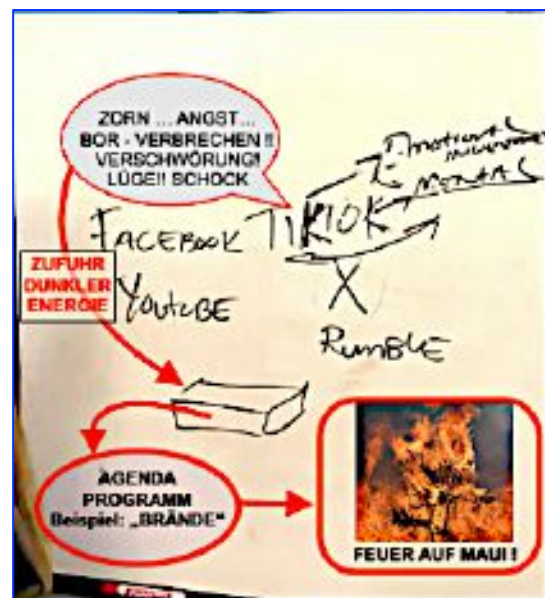 ZORN ... ANGST...
BOR - VERBRECHEN !!
VERSCHWÖRUNG!!
LÜGE!! SCHOCK
FACEBOOK TIKTOK
MENTAL
ZUFUHR
DUNKLER
ENERGIE
YOUTUBE
X
RUMBLE
AGENDA
PROGRAMM
Beispiel: „BRÄNDE“
FEUER AUF MAUI !